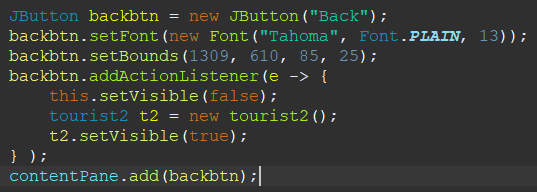 JButton backbtn = new JButton("Back");
backbtn.setFont(new Font("Tahoma", Font.PLAIN, 13));
backbtn.setBounds(1309, 610, 85, 25);
backbtn.addActionListener(e -> {
    this.setVisible(false);
    tourist2 t2 = new tourist2();
    t2.setVisible(true);
} );
contentPane.add(backbtn);